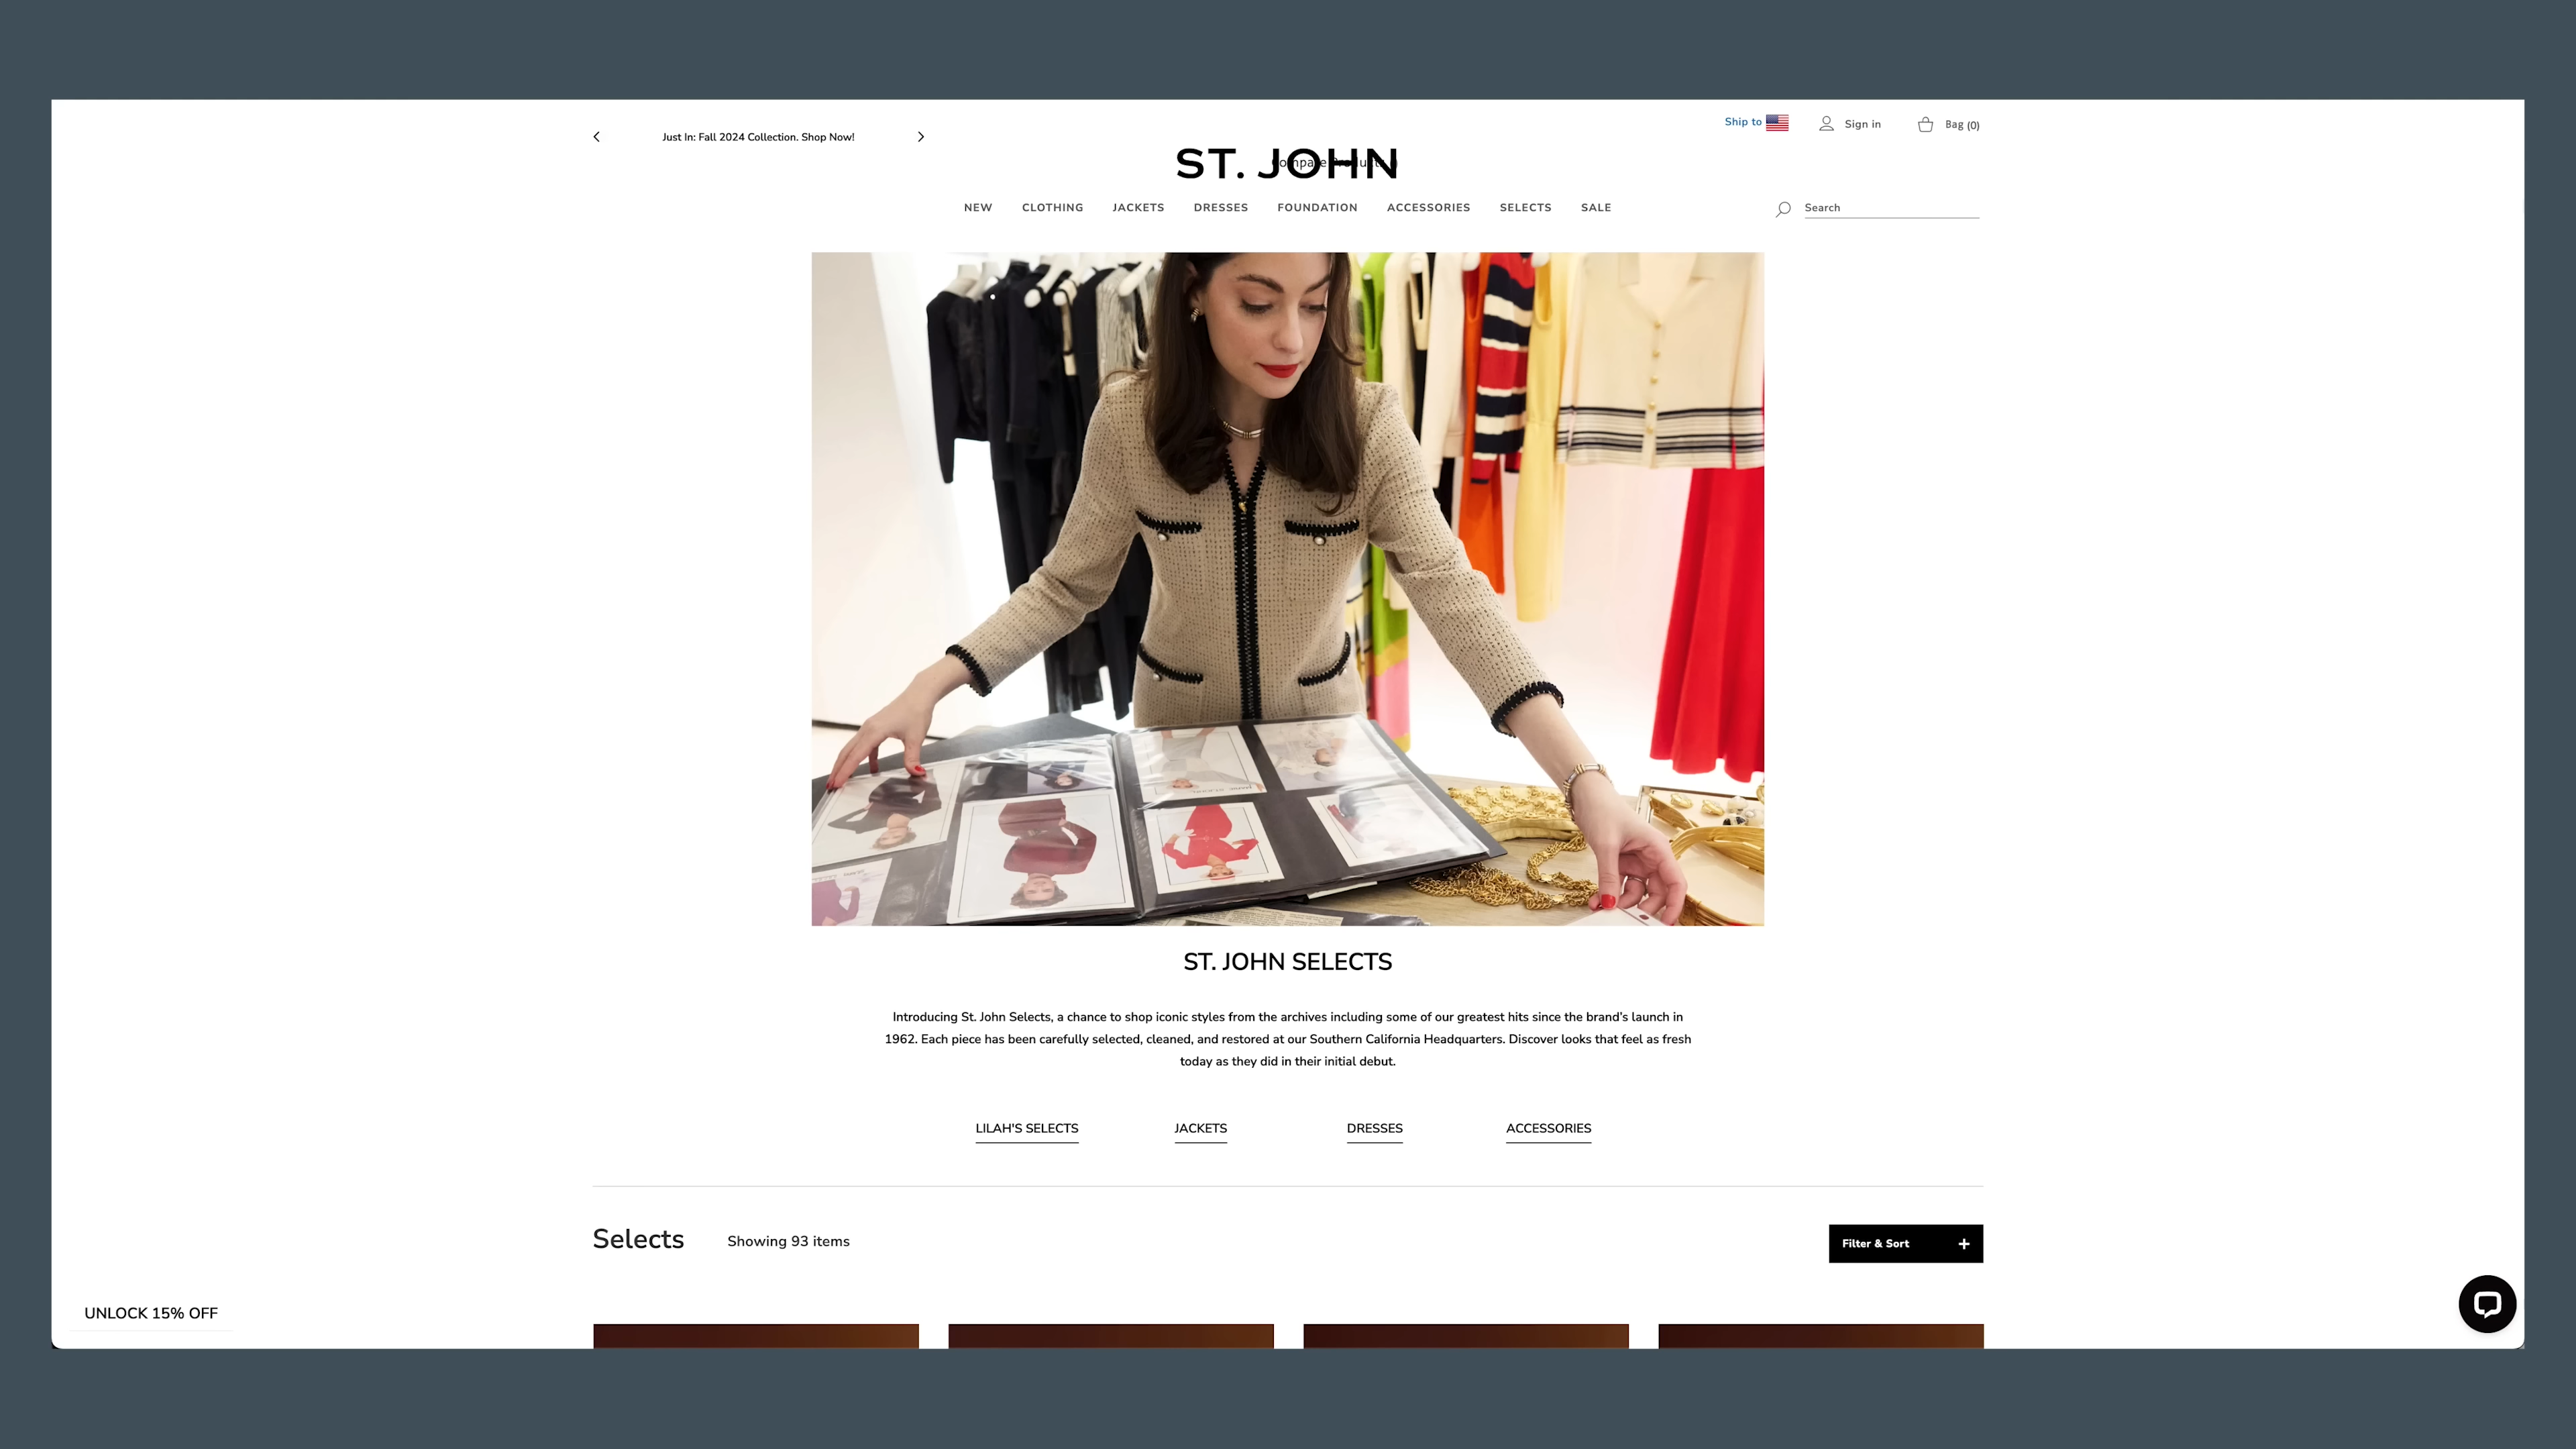 Just In: Fall 2024 Collection. Shop Now!
Ship to
Sign in
Bag (0)
ST. JOHN
NEW CLOTHING JACKETS DRESSES FOUNDATION ACCESSORIES SELECTS SALE
Search
ST. JOHN SELECTS
Introducing St. John Selects, a chance to shop iconic styles from the archives including some of our greatest hits since the brand's launch in
1962. Each piece has been carefully selected, cleaned, and restored at our Southern California Headquarters. Discover looks that feel as fresh
today as they did in their initial debut.
LILAH'S SELECTS JACKETS DRESSES ACCESSORIES
Selects
Showing 93 items
Filter & Sort +
UNLOCK 15% OFF